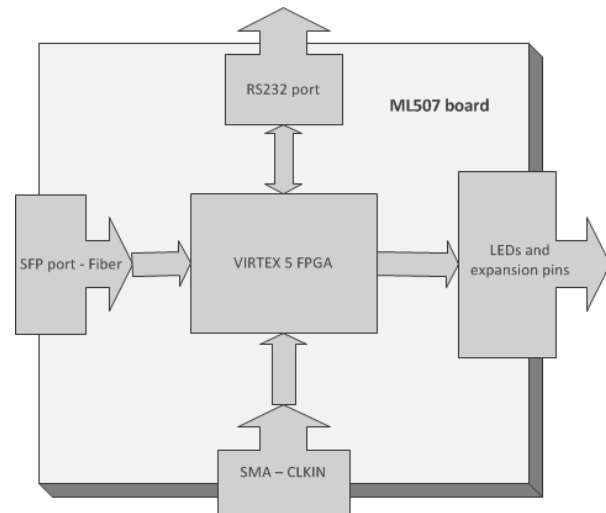 RS232 port
ML507 board
SFP port - Fiber
VIRTEX 5 FPGA
LEDs and
expansion pins
SMA – CLKIN